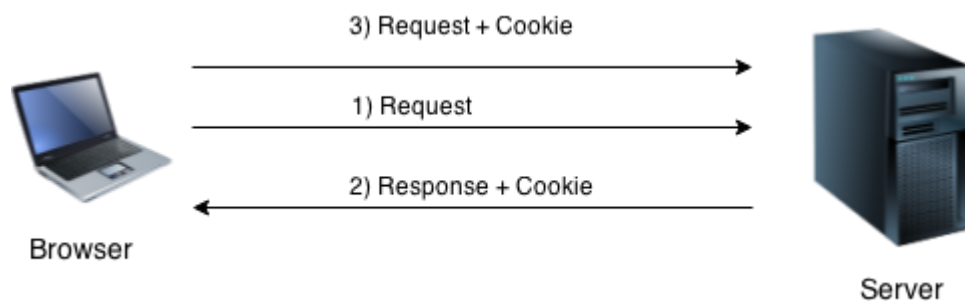 3) Request + Cookie
1) Request
2) Response + Cookie
Browser
Server